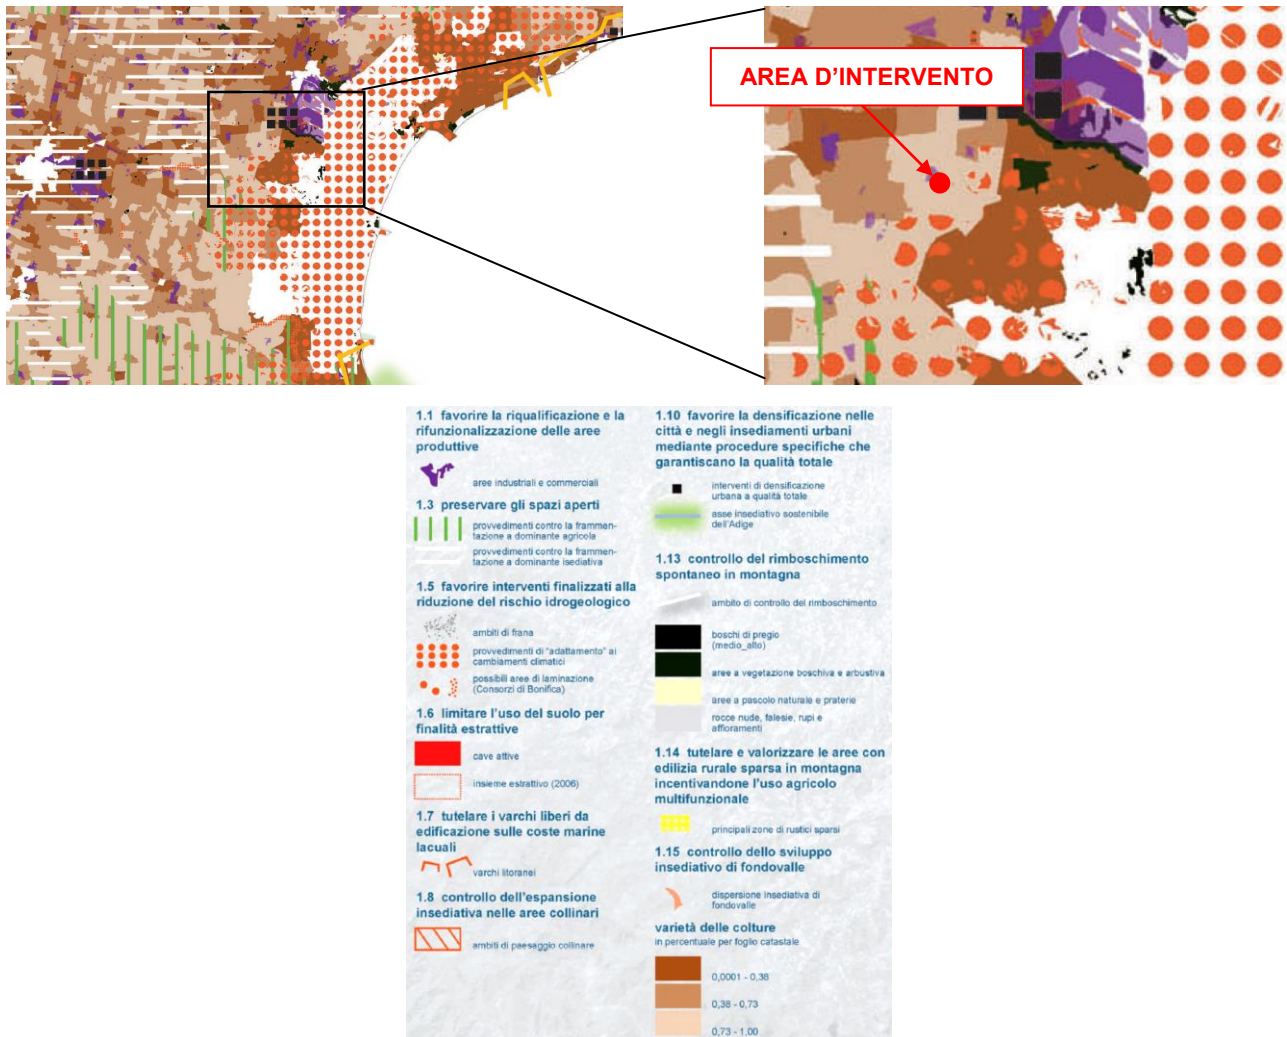 AREA D'INTERVENTO
1.1 favorire la riqualificazione e la
rifunzionalizzazione delle aree
produttive
aree industriali e commerciali
1.3 preservare gli spazi aperti
provvedimenti contro la frammen-
tazione a dominante agricola
provvedimenti contro la frammen-
tazione a dominante isediativa
1.5 favorire interventi finalizzati alla
riduzione del rischio idrogeologico
ambiti di frana
provvedimenti di "adattamento" ai
cambiamenti climatici
possibili aree di laminazione
(Consorzi di Bonifica)
1.6 limitare l'uso del suolo per
finalità estrattive
cave attive
insieme estrattivo (2006)
1.7 tutelare i varchi liberi da
edificazione sulle coste marine
lacuali
varchi litoranei
1.8 controllo dell'espansione
insediativa nelle aree collinari
ambiti di paesaggio collinare
1.10 favorire la densificazione nelle
città e negli insediamenti urbani
mediante procedure specifiche che
garantiscano la qualità totale
interventi di densificazione
urbana a qualità totale
asse insediativo sostenibile
dell'Adige
1.13 controllo del rimboschimento
spontaneo in montagna
ambito di controllo del rimboschimento
boschi di pregio
(medio_alto)
aree a vegetazione boschiva e arbustiva
aree a pascolo naturale e praterie
rocce nude, falesie, rupi e
affioramenti
1.14 tutelare e valorizzare le aree con
edilizia rurale sparsa in montagna
incentivandone l'uso agricolo
multifunzionale
principali zone di rustici sparsi
1.15 controllo dello sviluppo
insediativo di fondovalle
dispersione insediativa di
fondovalle
varietà delle colture
in percentuale per foglio catastale
0,0001 - 0,38
0,38 - 0,73
0,73 - 1,00